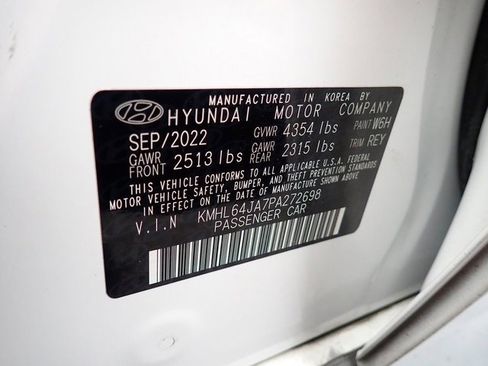 MANUFACTURED IN KOREA BY
HYUNDAI MOTOR COMPANY
SEP/2022 GVWR 4354 lbs PAINT W6H
GAWR FRONT 2513 lbs GAWR REAR 2315 lbs TRIM REY
THIS VEHICLE CONFORMS TO ALL APPLICABLE U.S.A. FEDERAL
MOTOR VEHICLE SAFETY, BUMPER, AND THEFT PREVENTION STANDARDS
IN EFFECT ON THE DATE OF MANUFACTURE SHOWN ABOVE.
V.I.N KMHL64JA7PA272698
PASSENGER CAR